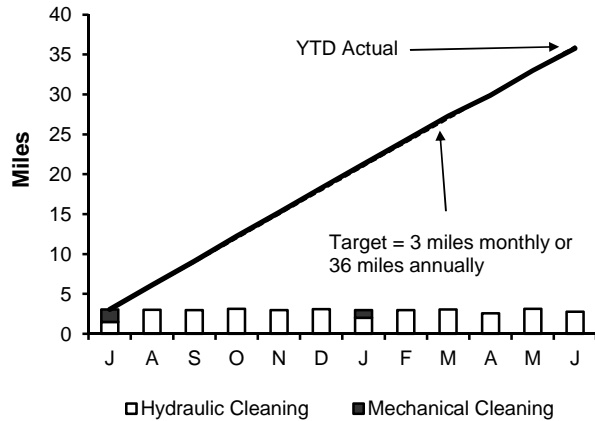 40
35
30
25
20
15
10
5
0
Miles
YTD Actual
Target = 3 miles monthly or
36 miles annually
J A S O N D J F M A M J
Hydraulic Cleaning Mechanical Cleaning